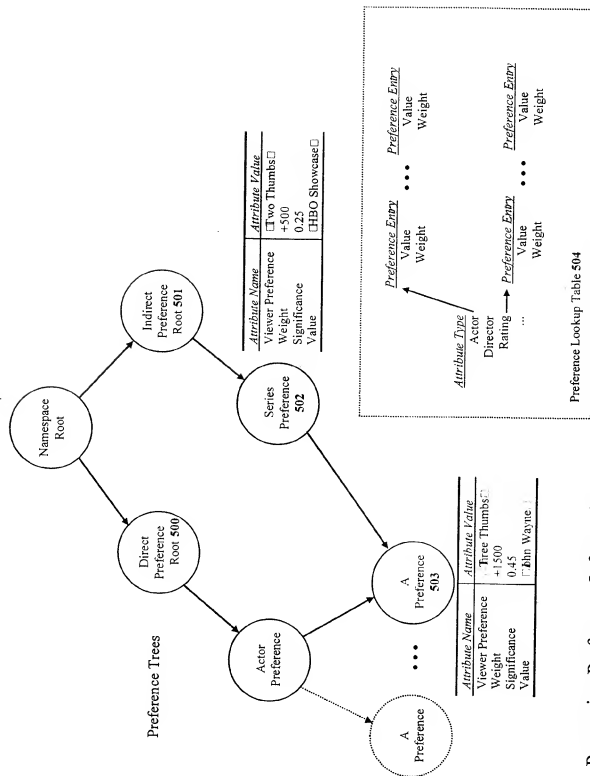 Preference Trees
Namespace
Root
Direct
Preference
Root 500
Indirect
Preference
Root 501
Actor
Preference
Series
Preference
502
A
Preference
• • •
A
Preference
503
Attribute Name Attribute Value
Viewer Preference □Two Thumbs□
Weight +500
Significance 0.25
Value □HBO Showcase□
Attribute Name Attribute Value
Viewer Preference Three Thumbs□
Weight +1500
Significance 0.45
Value □John Wayne□
Attribute Type
Actor
Director
Rating
...
Preference Entry • • • Preference Entry
Value Value
Weight Weight
Preference Entry • • • Preference Entry
Value Value
Weight Weight
Preference Lookup Table 504